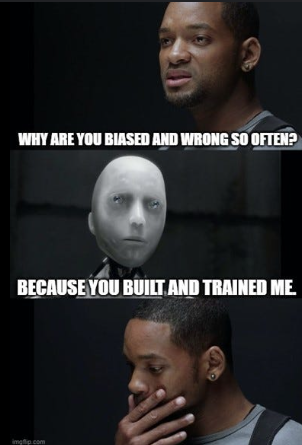 WHY ARE YOU BIASED AND WRONG SO OFTEN?
BECAUSE YOU BUILT AND TRAINED ME.
imgflip.com